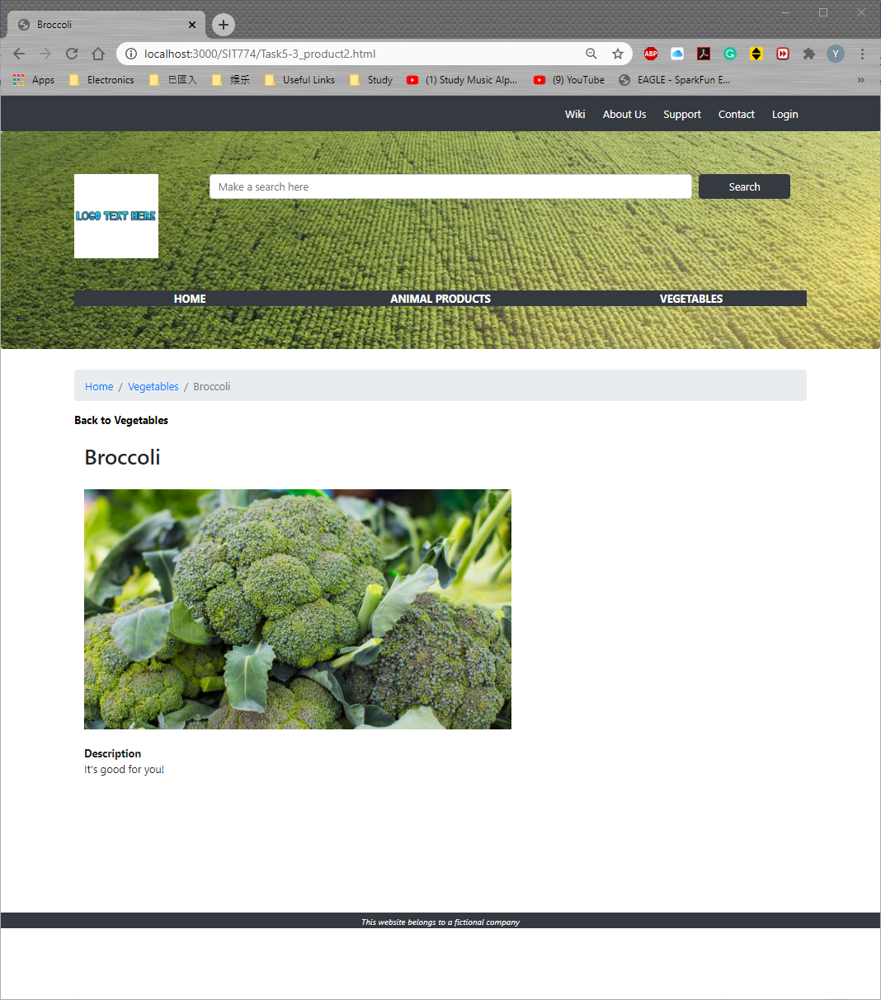 Broccoli
localhost:3000/SIT774/Task5-3_product2.html
ABP
Y
Apps Electronics 已匯入 娱乐 Useful Links Study (1) Study Music Alp... (9) YouTube EAGLE - SparkFun E... »
Wiki About Us Support Contact Login
Make a search here Search
LOGO TEXT HERE
HOME ANIMAL PRODUCTS VEGETABLES
Home / Vegetables / Broccoli
Back to Vegetables
Broccoli
Description
It's good for you!
This website belongs to a fictional company